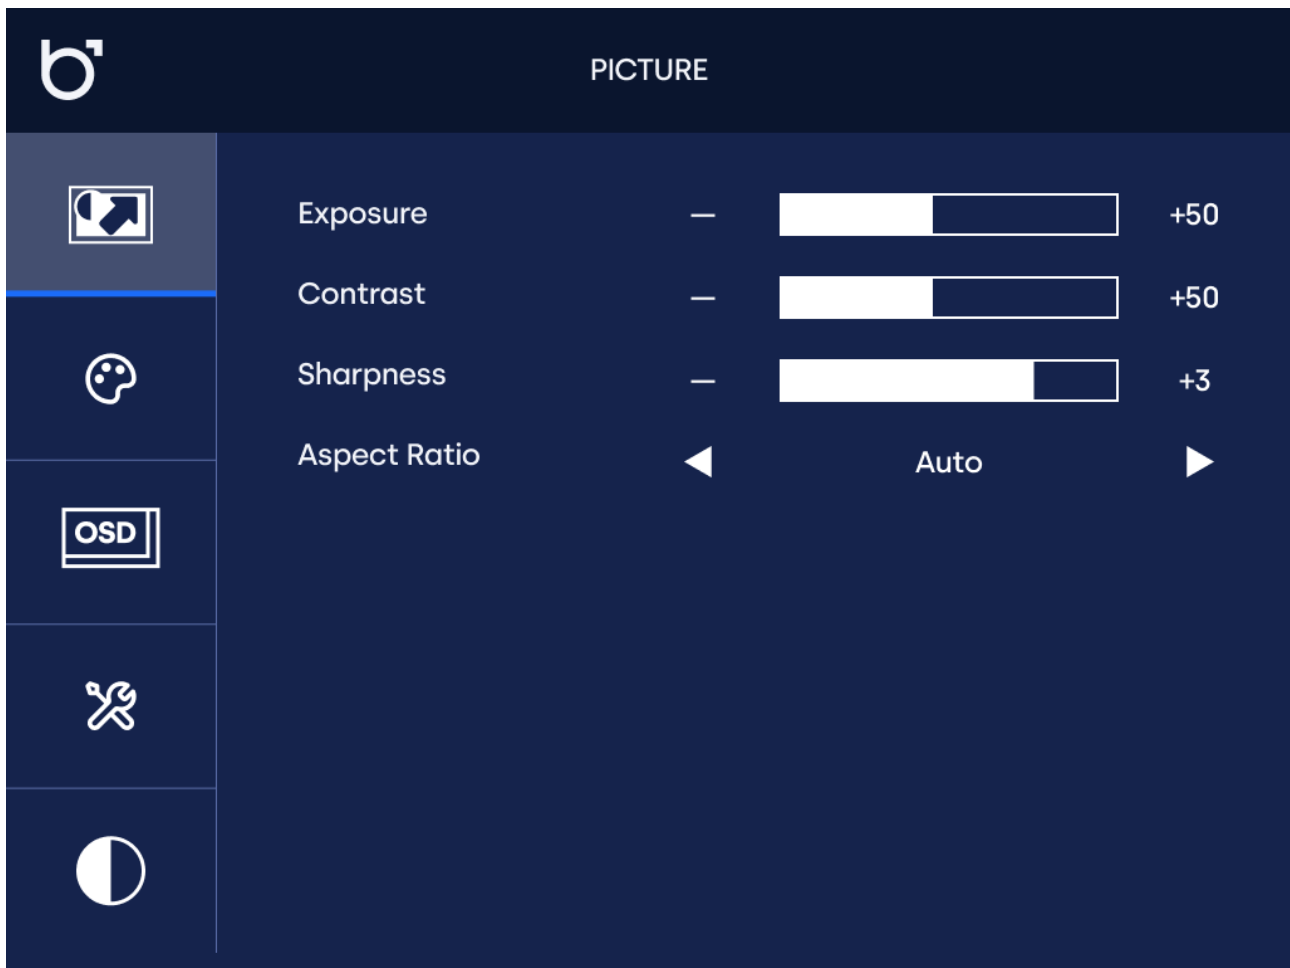 PICTURE
Exposure — +50
Contrast — +50
Sharpness — +3
Aspect Ratio ◀ Auto ▶
OSD